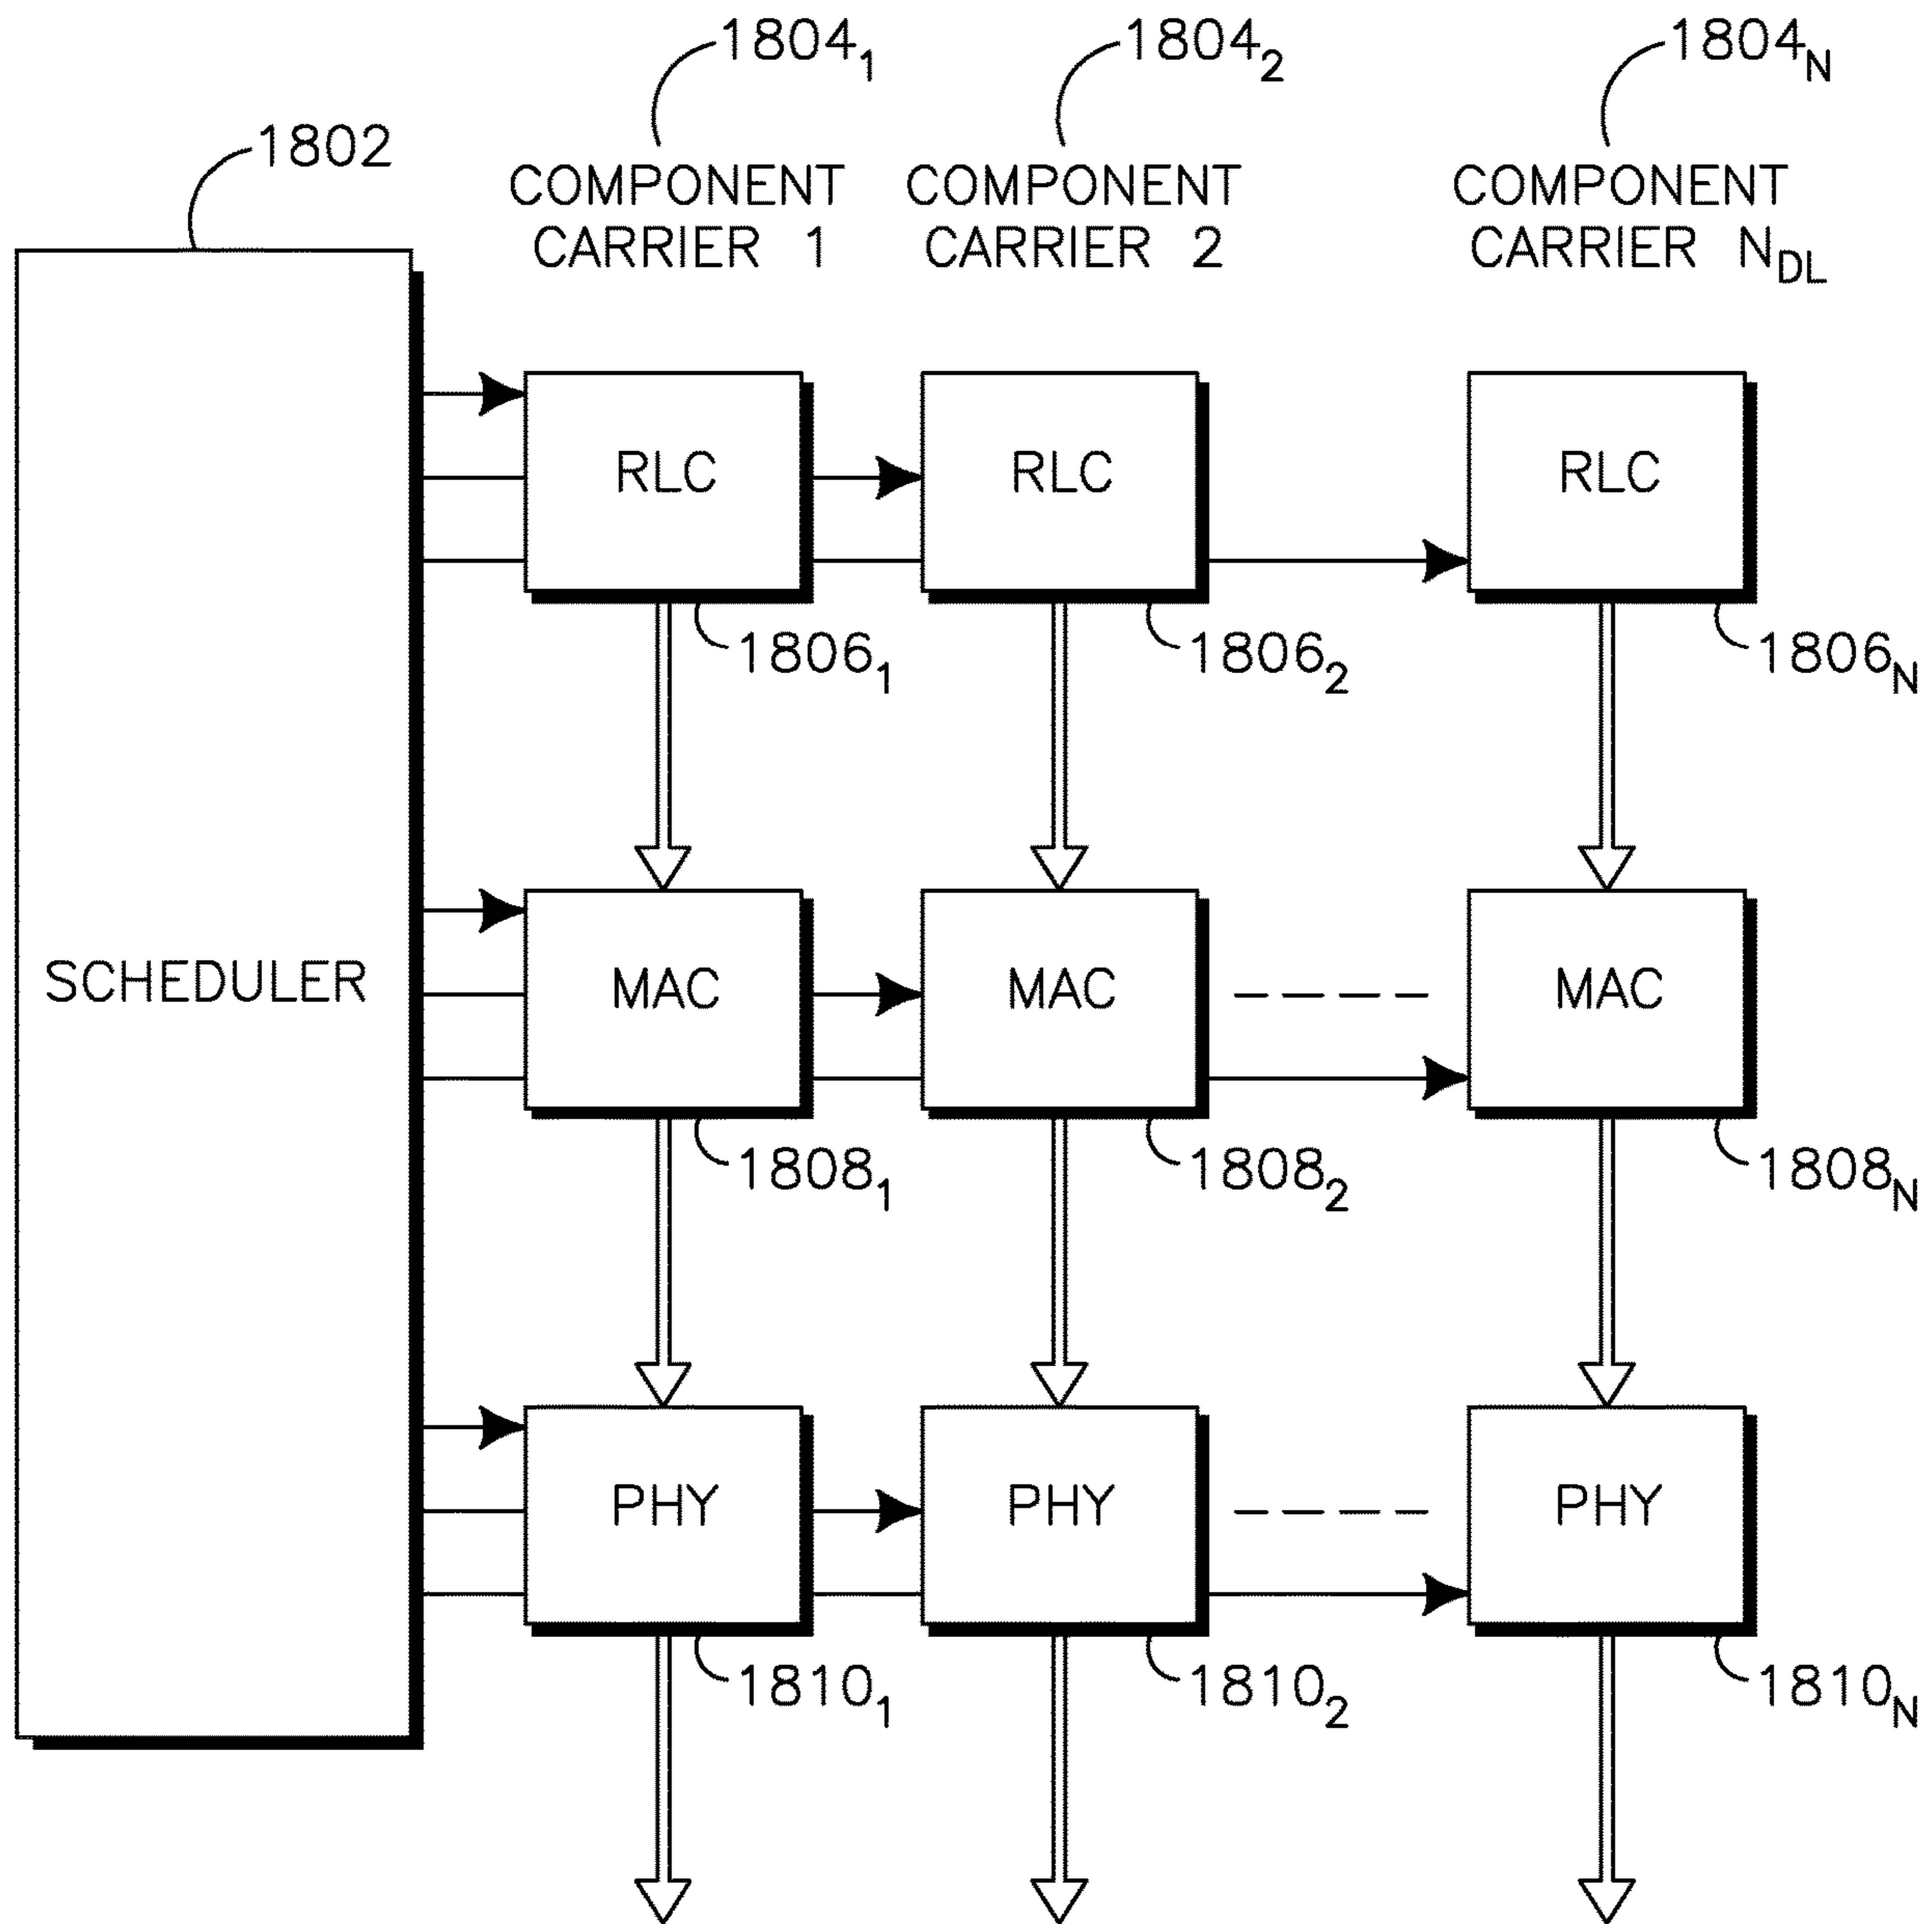 1804₁
1804₂
1804N
1802
COMPONENT
CARRIER 1
COMPONENT
CARRIER 2
COMPONENT
CARRIER NDL
RLC
RLC
RLC
1806₁
1806₂
1806N
SCHEDULER
MAC
MAC
MAC
1808₁
1808₂
1808N
PHY
PHY
PHY
1810₁
1810₂
1810N